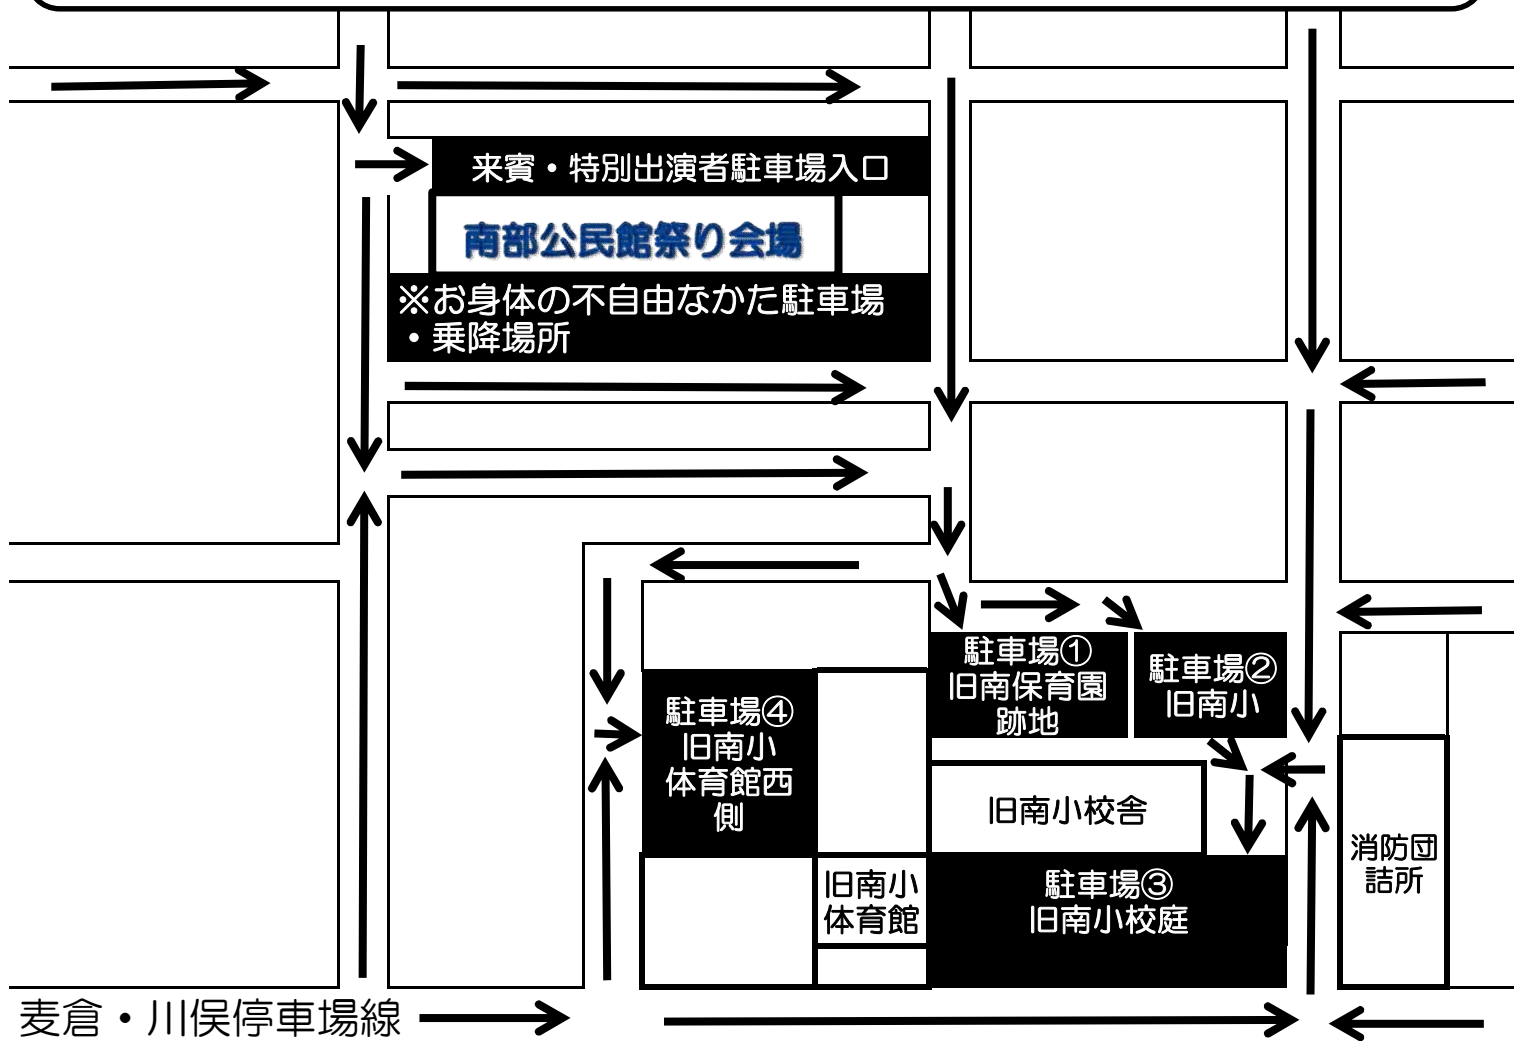 来賓・特別出演者駐車場入口
南部公民館祭り会場
※お身体の不自由なかた駐車場
・乗降場所
駐車場①
旧南保育園
跡地
駐車場②
旧南小
駐車場④
旧南小
体育館西
側
旧南小校舎
消防団
詰所
旧南小
体育館
駐車場③
旧南小校庭
麦倉・川俣停車場線